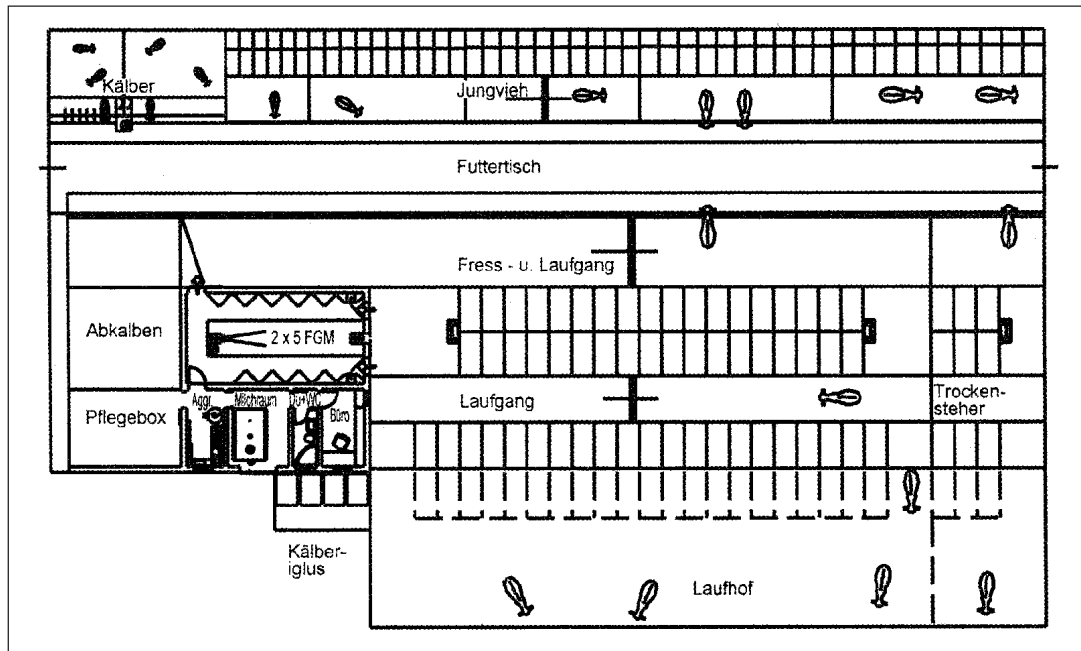 Kälber
Jungvieh
Futtertisch
Fress - u. Laufgang
Abkalben
2 x 5 FGM
Pflegebox
Aggr.
Milchraum
Du+WC
Büro
Laufgang
Trocken-
steher
Kälber-
iglus
Laufhof